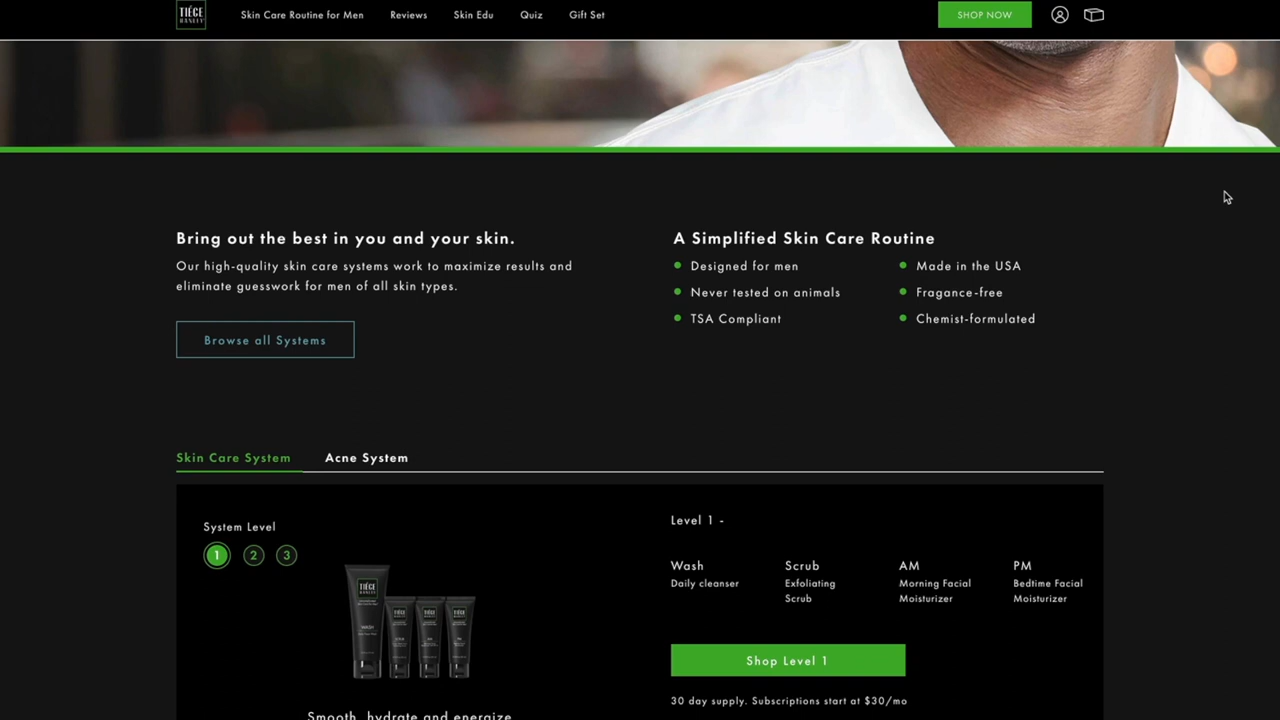 TIÉGE
HANLEY
Skin Care Routine for Men
Reviews
Skin Edu
Quiz
Gift Set
SHOP NOW
Bring out the best in you and your skin.
Our high-quality skin care systems work to maximize results and
eliminate guesswork for men of all skin types.
Browse all Systems
A Simplified Skin Care Routine
Designed for men
Made in the USA
Never tested on animals
Fragance-free
TSA Compliant
Chemist-formulated
Skin Care System
Acne System
System Level
1 2 3
TIÉGE
WASH
Smooth, hydrate and energize
Level 1 -
Wash
Daily cleanser
Scrub
Exfoliating
Scrub
AM
Morning Facial
Moisturizer
PM
Bedtime Facial
Moisturizer
Shop Level 1
30 day supply. Subscriptions start at $30/mo